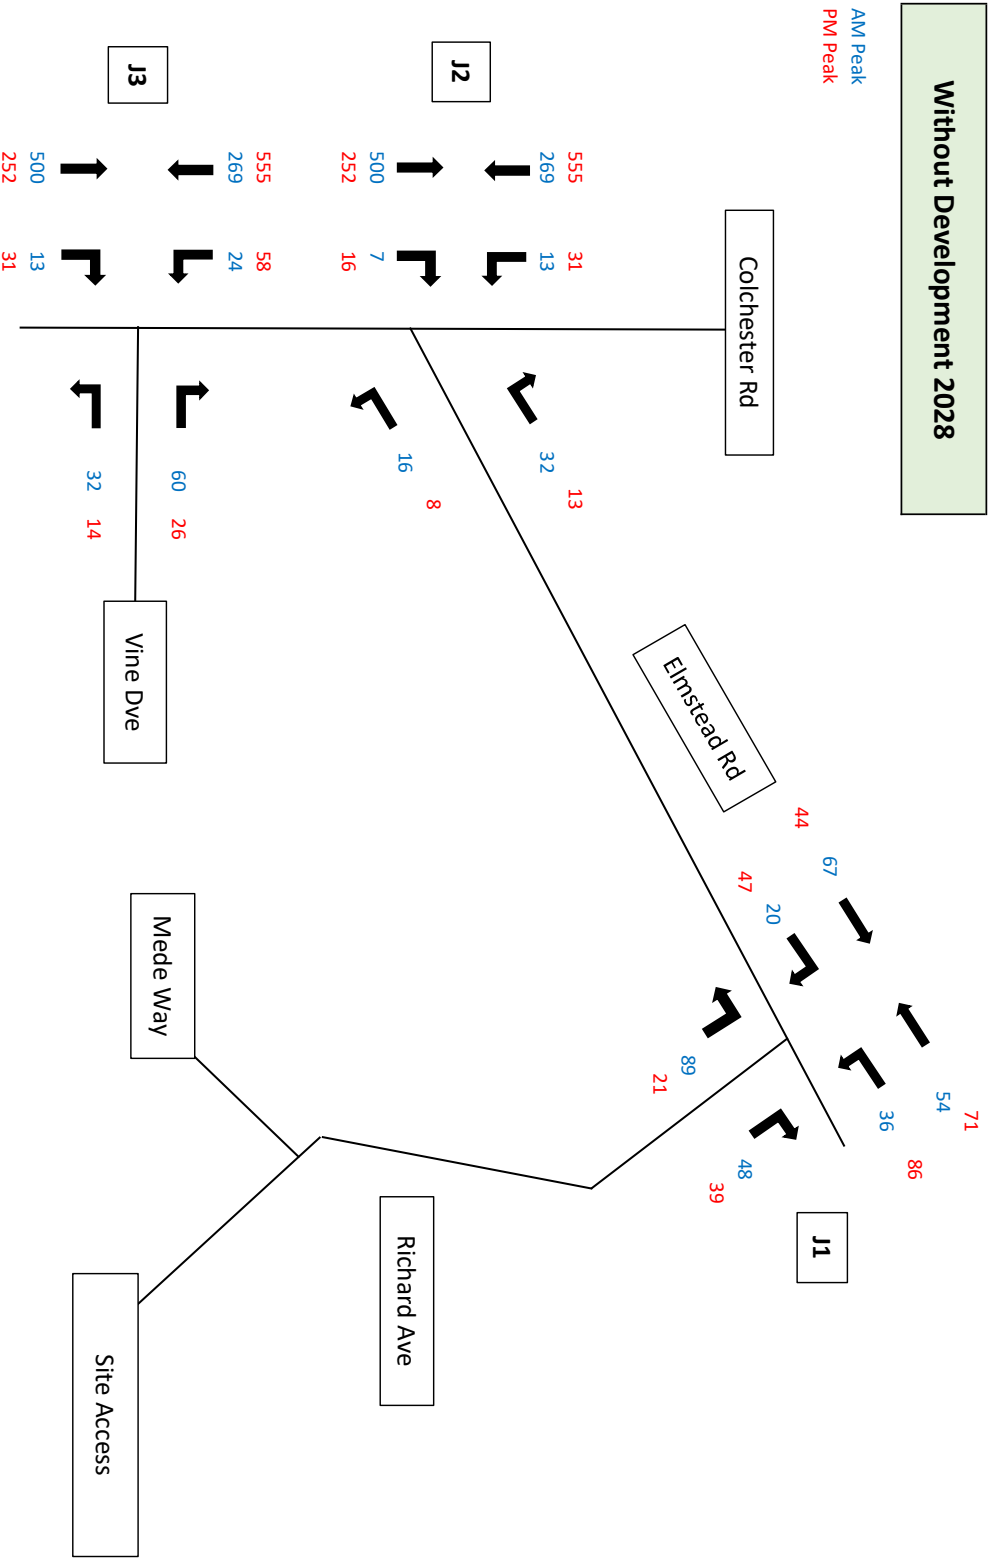 Without Development 2028
AM Peak
PM Peak
71
54
86
36
67
44
J1
20
47
48
39
89
21
Colchester Rd
Elmstead Rd
555 31
269 13
32 13
J2
500 7
252 16
16 8
Richard Ave
555 58
269 24
60 26
J3
32 14
500 13
252 31
Vine Dve
Mede Way
Site Access